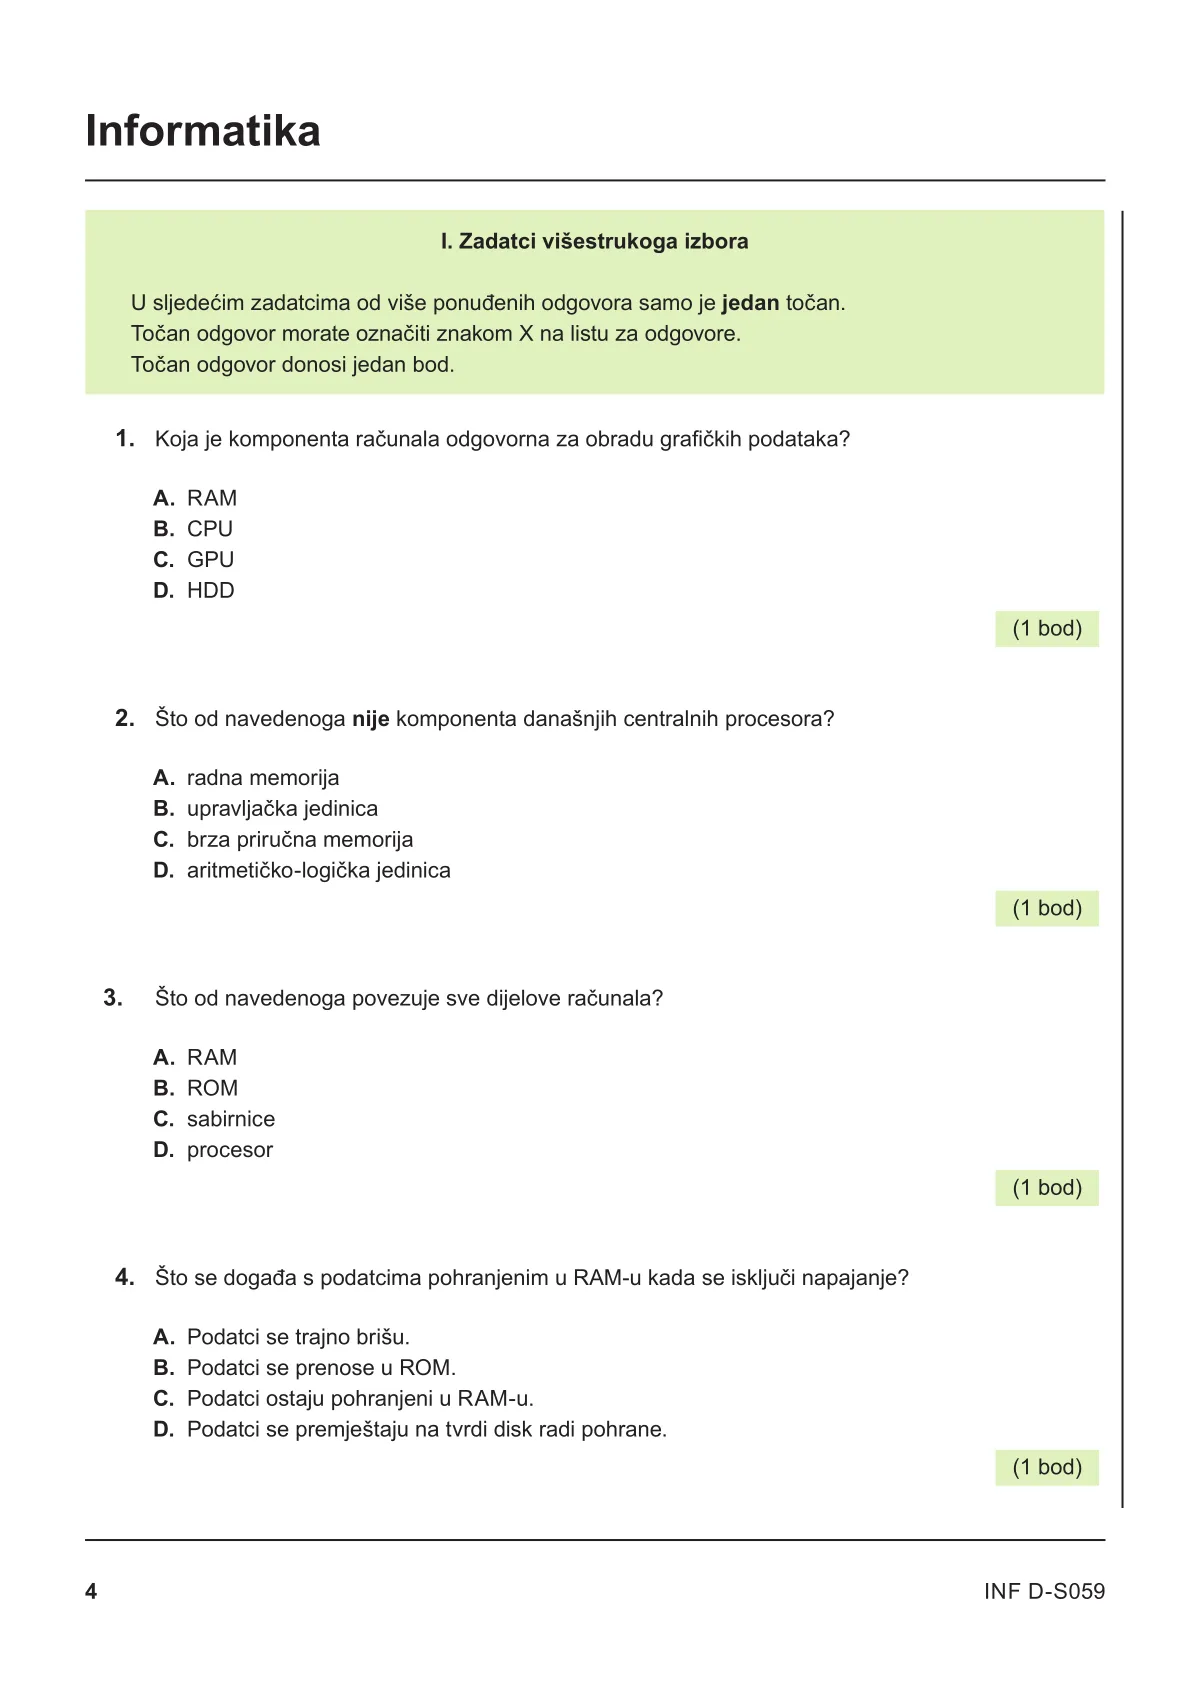 Informatika
I. Zadatci višestrukoga izbora
U sljedećim zadatcima od više ponuđenih odgovora samo je jedan točan.
Točan odgovor morate označiti znakom X na listu za odgovore.
Točan odgovor donosi jedan bod.
1. Koja je komponenta računala odgovorna za obradu grafičkih podataka?
A. RAM
B. CPU
C. GPU
D. HDD
(1 bod)
2. Što od navedenoga nije komponenta današnjih centralnih procesora?
A. radna memorija
B. upravljačka jedinica
C. brza priručna memorija
D. aritmetičko-logička jedinica
(1 bod)
3. Što od navedenoga povezuje sve dijelove računala?
A. RAM
B. ROM
C. sabirnice
D. procesor
(1 bod)
4. Što se događa s podatcima pohranjenim u RAM-u kada se isključi napajanje?
A. Podatci se trajno brišu.
B. Podatci se prenose u ROM.
C. Podatci ostaju pohranjeni u RAM-u.
D. Podatci se premještaju na tvrdi disk radi pohrane.
(1 bod)
4
INF D-S059